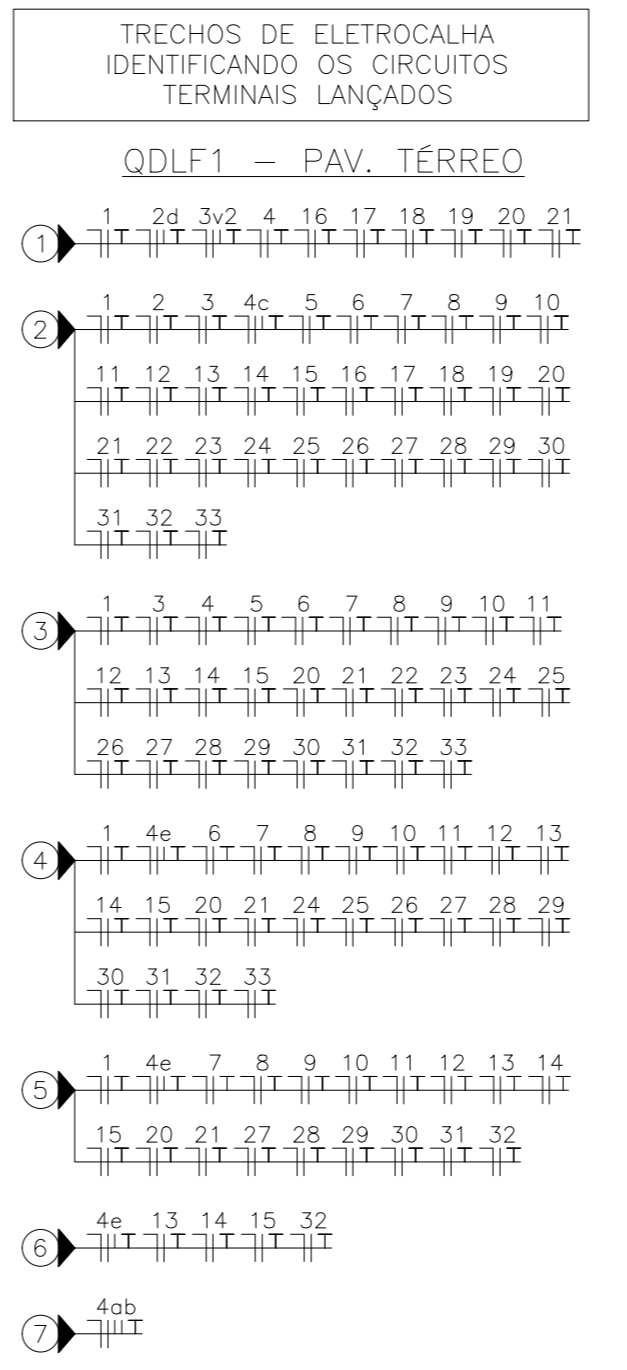 TRECHOS DE ELETROCALHA
IDENTIFICANDO OS CIRCUITOS
TERMINAIS LANÇADOS
QDLF1 – PAV. TÉRREO
1 1 2d 3v2 4 16 17 18 19 20 21
2 1 2 3 4c 5 6 7 8 9 10
11 12 13 14 15 16 17 18 19 20
21 22 23 24 25 26 27 28 29 30
31 32 33
3 1 3 4 5 6 7 8 9 10 11
12 13 14 15 20 21 22 23 24 25
26 27 28 29 30 31 32 33
4 1 4e 6 7 8 9 10 11 12 13
14 15 20 21 24 25 26 27 28 29
30 31 32 33
5 1 4e 7 8 9 10 11 12 13 14
15 20 21 27 28 29 30 31 32
6 4e 13 14 15 32
7 4ab